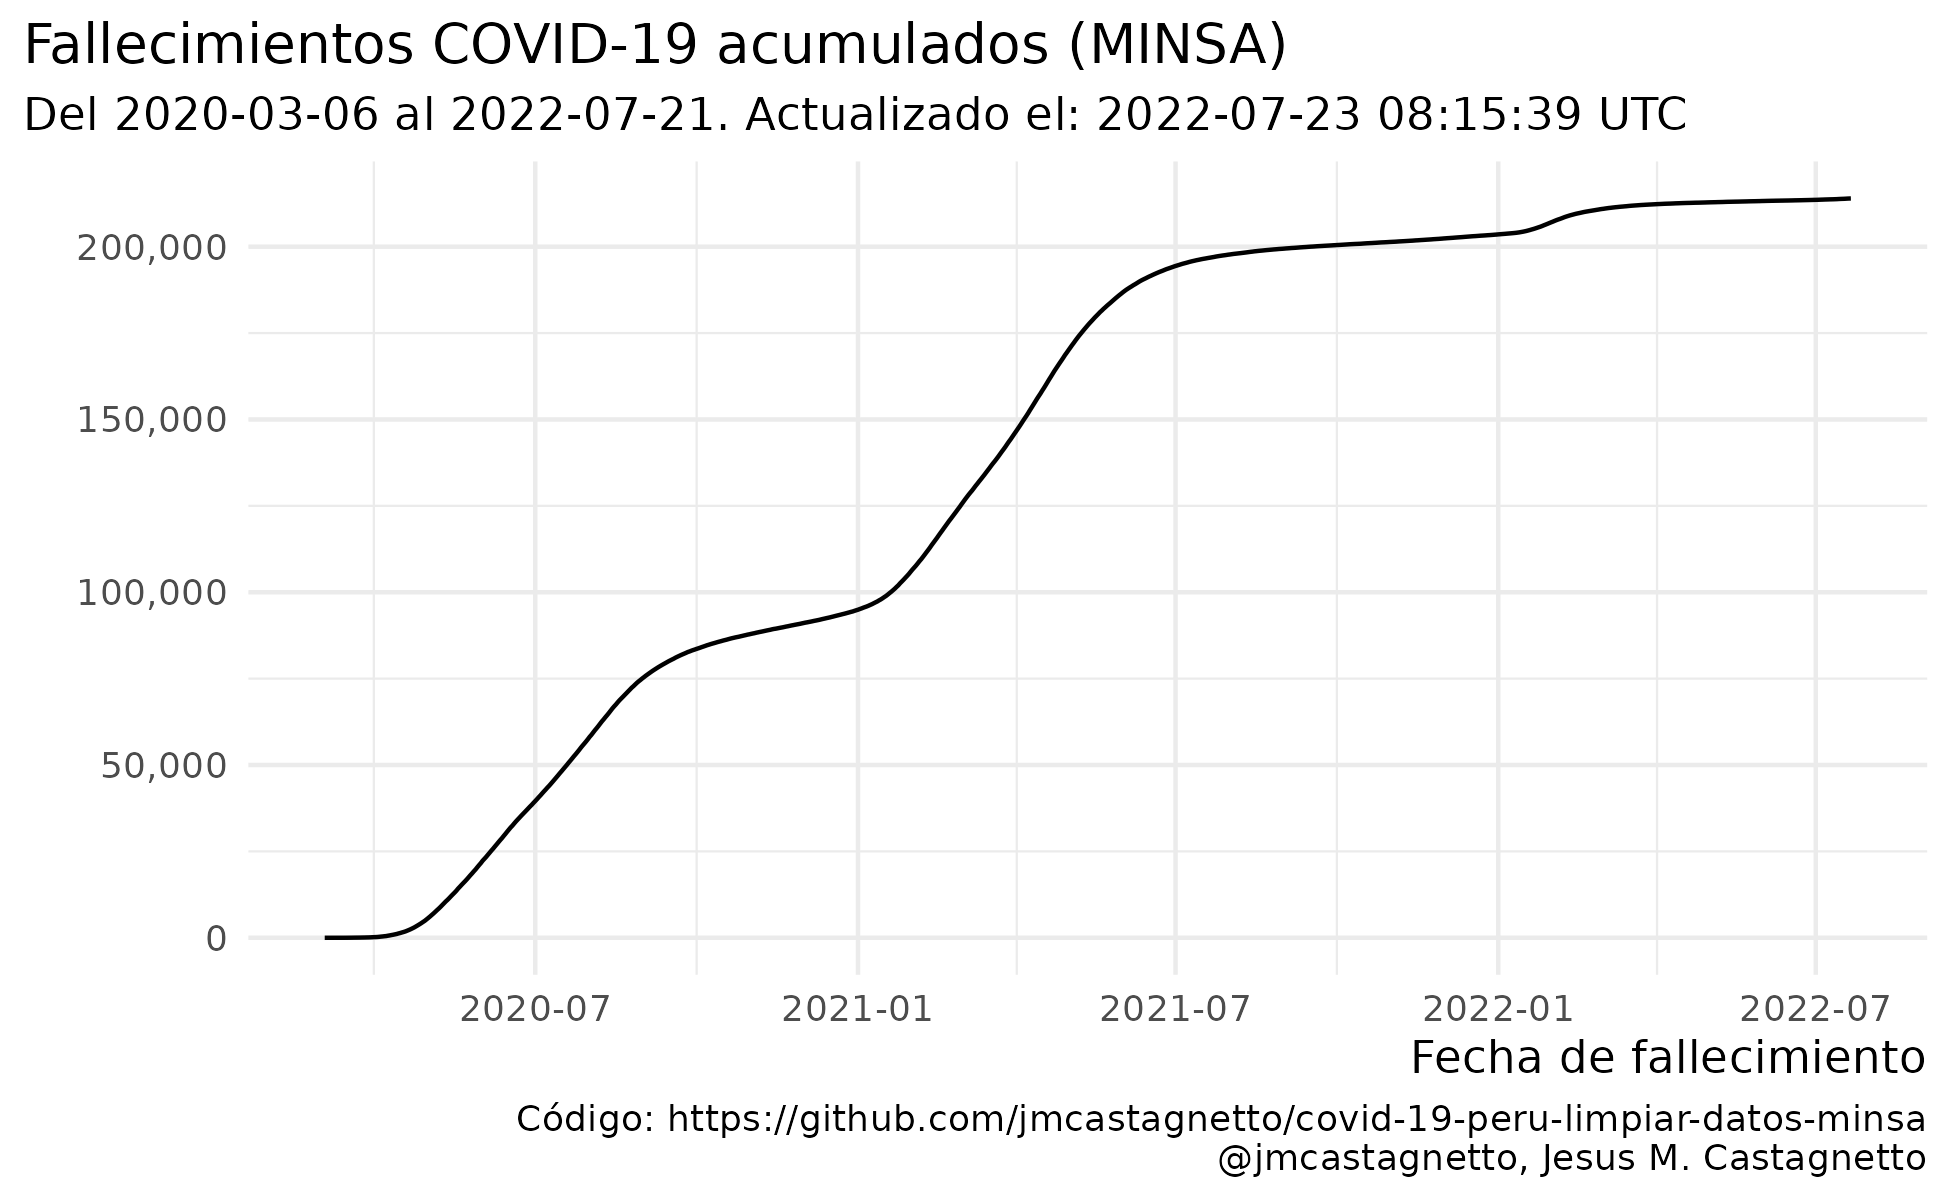 Fallecimientos COVID-19 acumulados (MINSA)
Del 2020-03-06 al 2022-07-21. Actualizado el: 2022-07-23 08:15:39 UTC
200,000
150,000
100,000
50,000
0
2020-07 2021-01 2021-07 2022-01 2022-07
Fecha de fallecimiento
Código: https://github.com/jmcastagnetto/covid-19-peru-limpiar-datos-minsa
@jmcastagnetto, Jesus M. Castagnetto